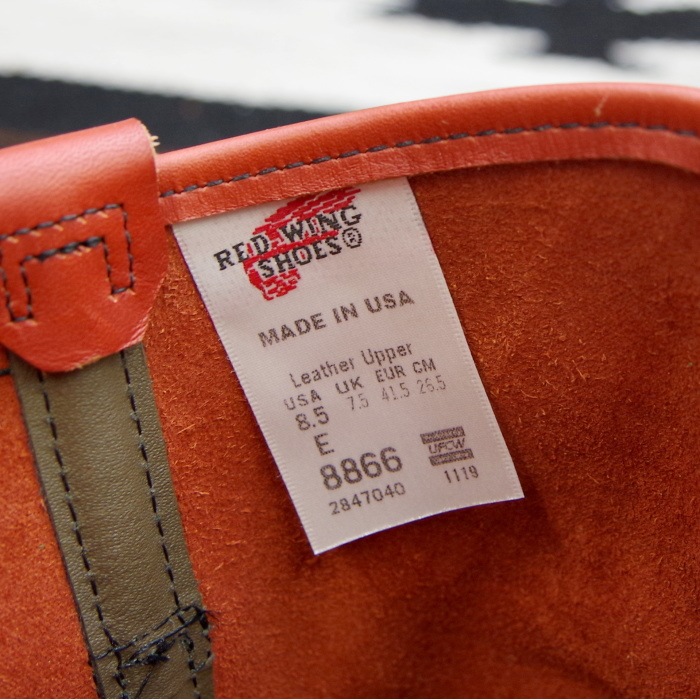 RED WING
SHOES®
MADE IN USA
Leather Upper
USA UK EUR CM
8.5 7.5 41.5 26.5
E
8866 UFCW
2847040 1119